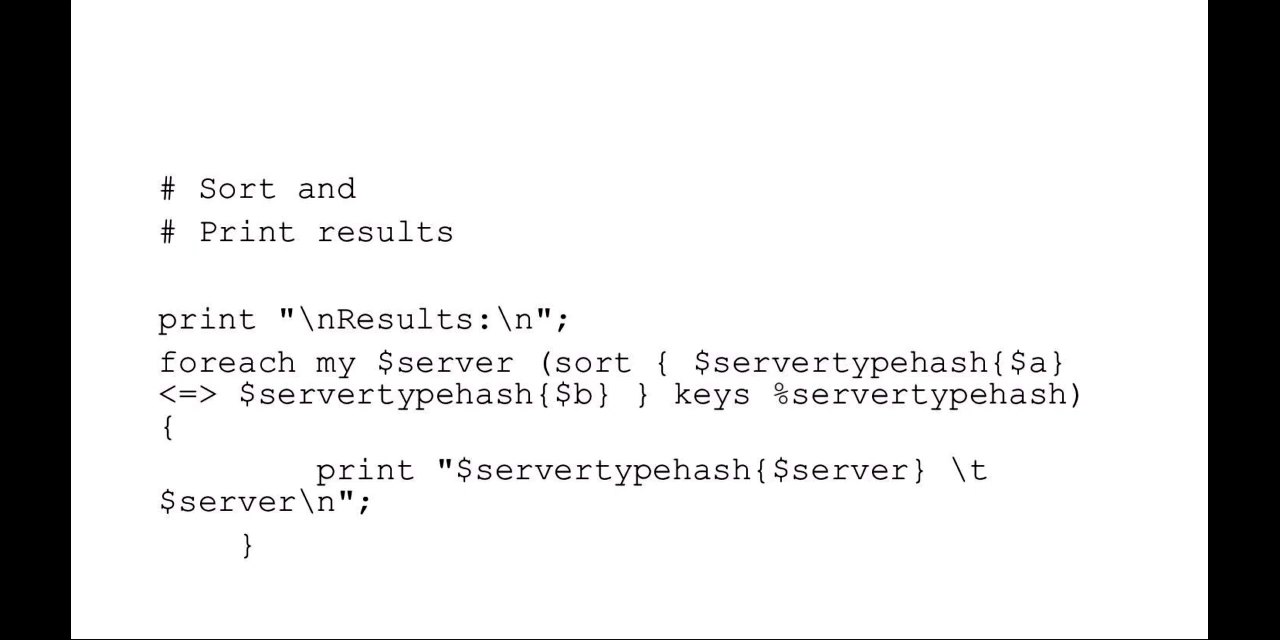 # Sort and
# Print results
print "\nResults:\n";
foreach my $server (sort { $servertypehash{$a}
<=> $servertypehash{$b} } keys %servertypehash)
{
print "$servertypehash{$server} \t
$server\n";
}